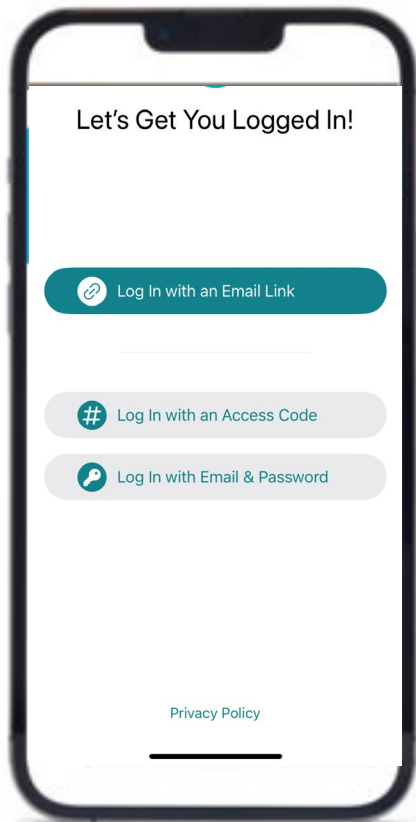 Let's Get You Logged In!
Log In with an Email Link
# Log In with an Access Code
Log In with Email & Password
Privacy Policy